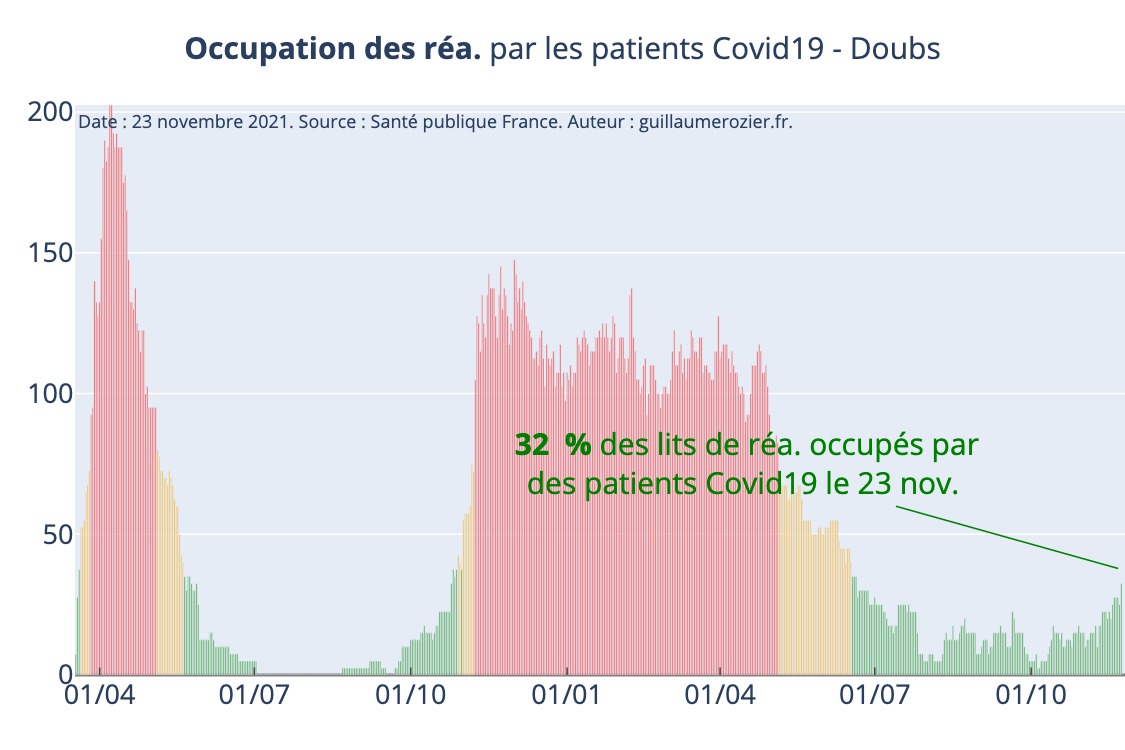 Occupation des réa. par les patients Covid19 - Doubs
200
Date : 23 novembre 2021. Source : Santé publique France. Auteur : guillaumerozier.fr.
150
100
32 % des lits de réa. occupés par
des patients Covid19 le 23 nov.
50
0
01/04 01/07 01/10 01/01 01/04 01/07 01/10